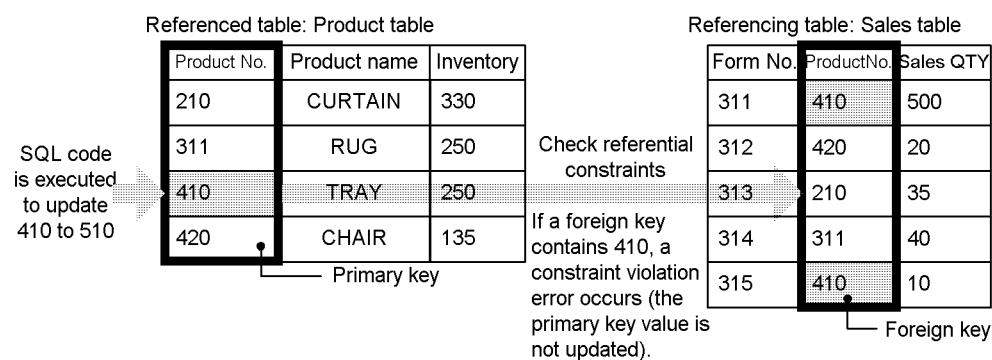 Referenced table: Product table
Referencing table: Sales table
Product No. Product name Inventory
210 CURTAIN 330
311 RUG 250
410 TRAY 250
420 CHAIR 135
SQL code
is executed
to update
410 to 510
Primary key
Check referential
constraints
If a foreign key
contains 410, a
constraint violation
error occurs (the
primary key value is
not updated).
Form No. ProductNo. Sales QTY
311 410 500
312 420 20
313 210 35
314 311 40
315 410 10
Foreign key